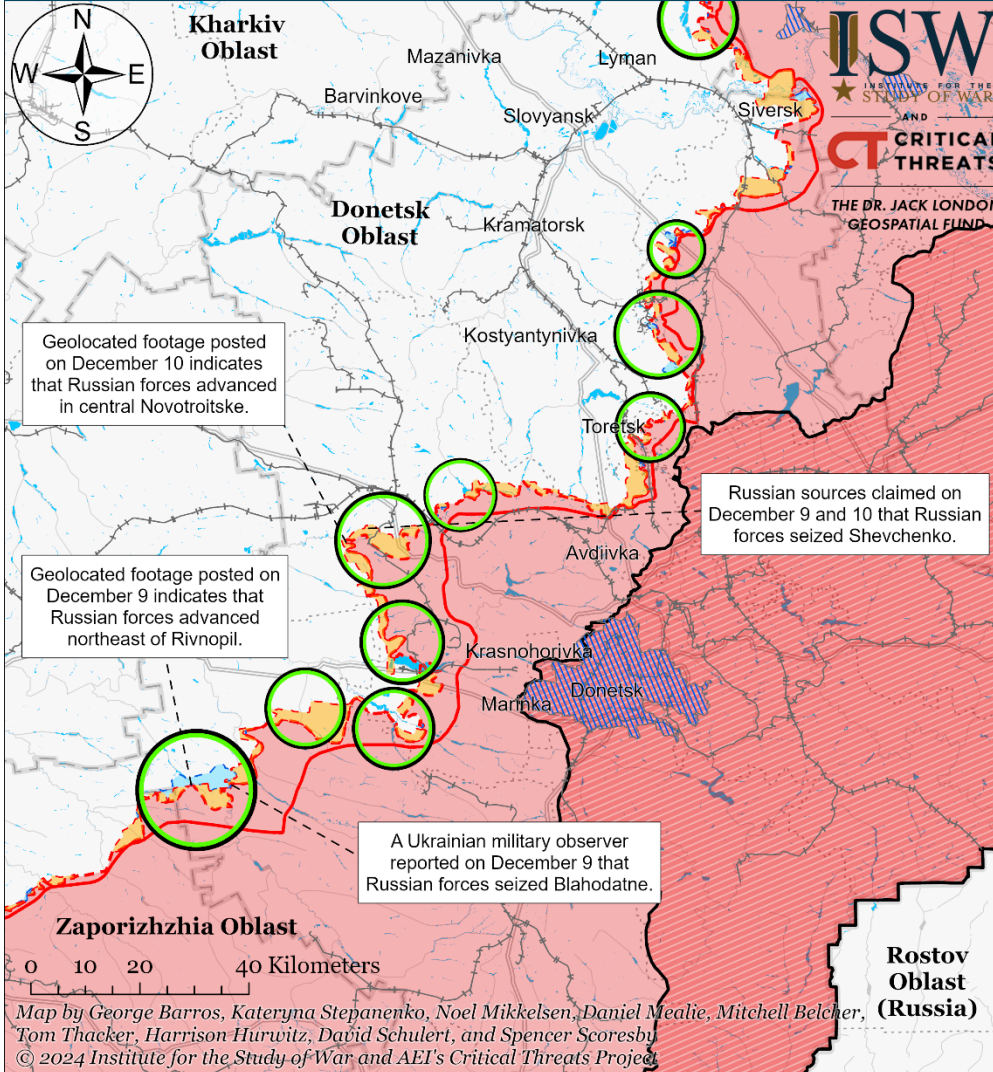 N
W E
S
Kharkiv
Oblast
Mazanivka
Lyman
Barvinkove
Slovyansk
Siversk
ISW
INSTITUTE FOR THE
STUDY OF WAR
AND
CT CRITICAL
THREATS
THE DR. JACK LONDON
GEOSPATIAL FUND
Donetsk
Oblast
Kramatorsk
Kostyantynivka
Geolocated footage posted
on December 10 indicates
that Russian forces advanced
in central Novotroitske.
Toretsk
Russian sources claimed on
December 9 and 10 that Russian
forces seized Shevchenko.
Avdiivka
Geolocated footage posted on
December 9 indicates that
Russian forces advanced
northeast of Rivnopil.
Krasnohorivka
Donetsk
Marinka
A Ukrainian military observer
reported on December 9 that
Russian forces seized Blahodatne.
Zaporizhzhia Oblast
0 10 20 40 Kilometers
Rostov
Oblast
(Russia)
Map by George Barros, Kateryna Stepanenko, Noel Mikkelsen, Daniel Mealie, Mitchell Belcher,
Tom Thacker, Harrison Hurwitz, David Schulert, and Spencer Scoresby
© 2024 Institute for the Study of War and AEI's Critical Threats Project